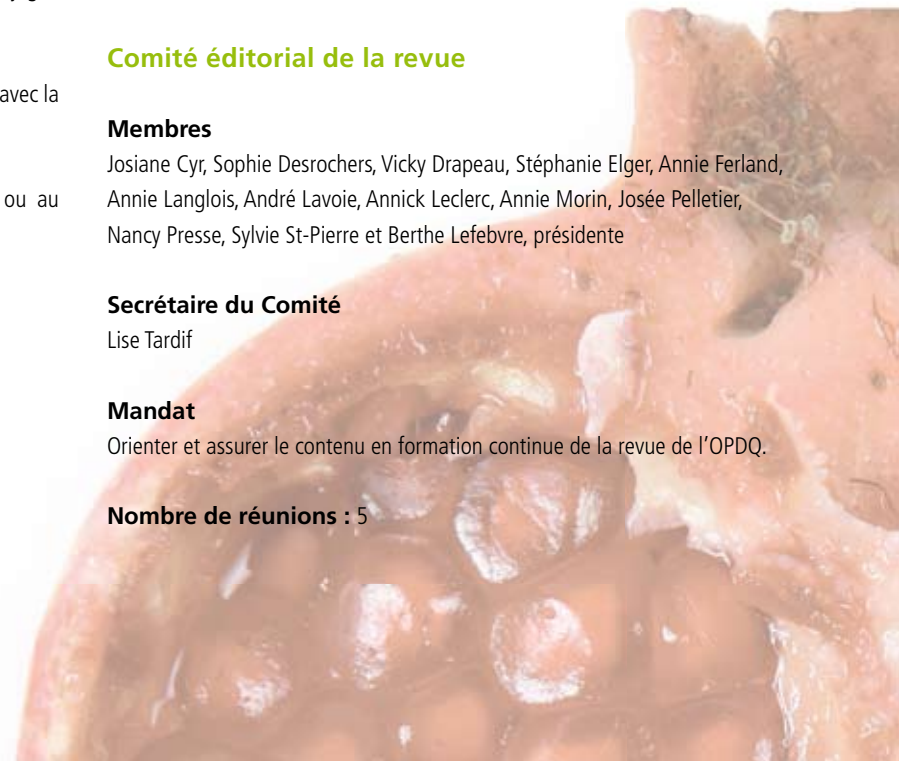 avec la
ou au
Comité éditorial de la revue
Membres
Josiane Cyr, Sophie Desrochers, Vicky Drapeau, Stéphanie Elger, Annie Ferland,
Annie Langlois, André Lavoie, Annick Leclerc, Annie Morin, Josée Pelletier,
Nancy Presse, Sylvie St-Pierre et Berthe Lefebvre, présidente
Secrétaire du Comité
Lise Tardif
Mandat
Orienter et assurer le contenu en formation continue de la revue de l'OPDQ.
Nombre de réunions : 5